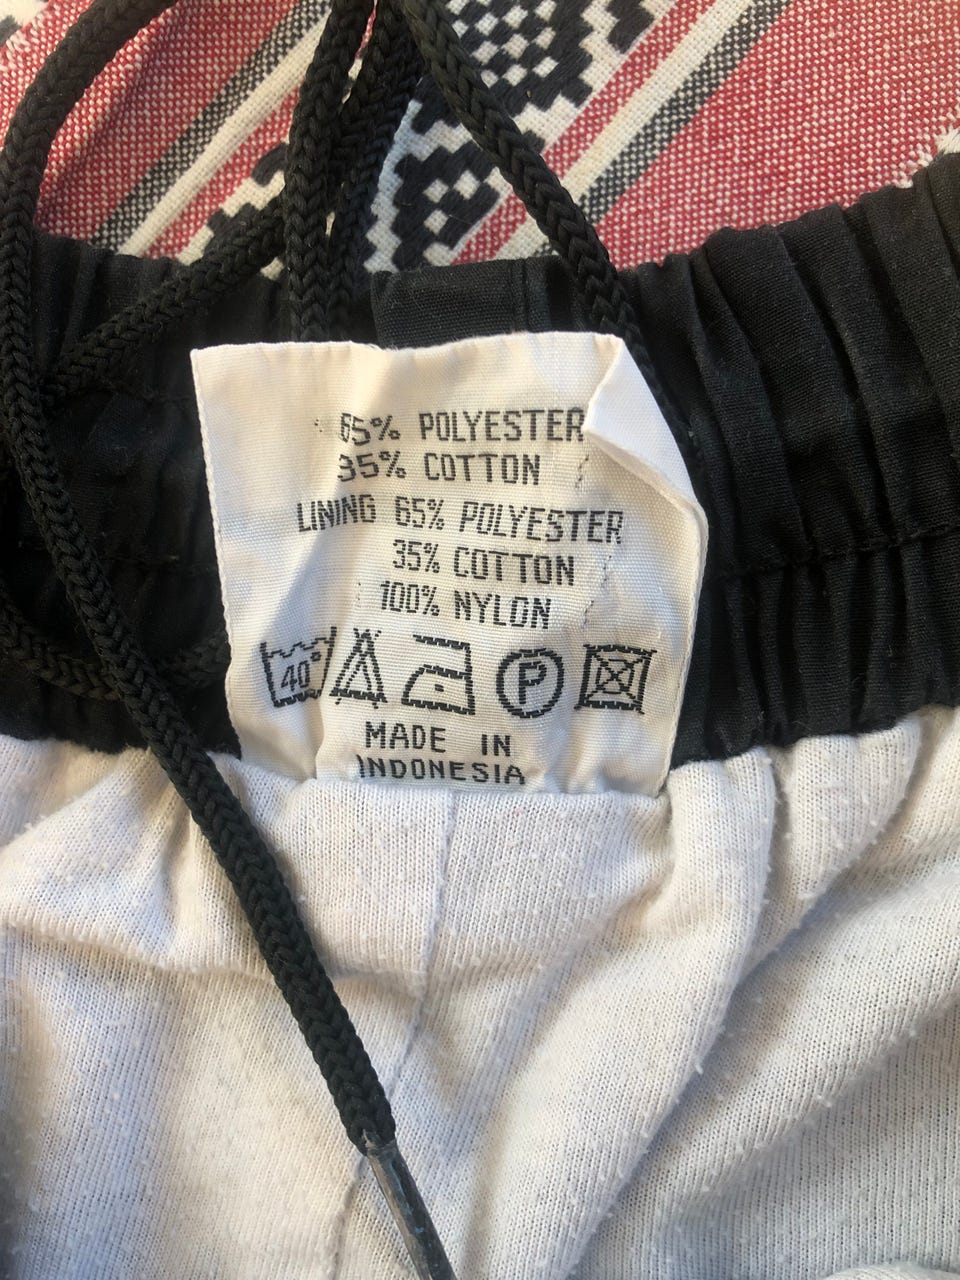 65% POLYESTER
35% COTTON
LINING 65% POLYESTER
35% COTTON
100% NYLON
40° P
MADE IN
INDONESIA